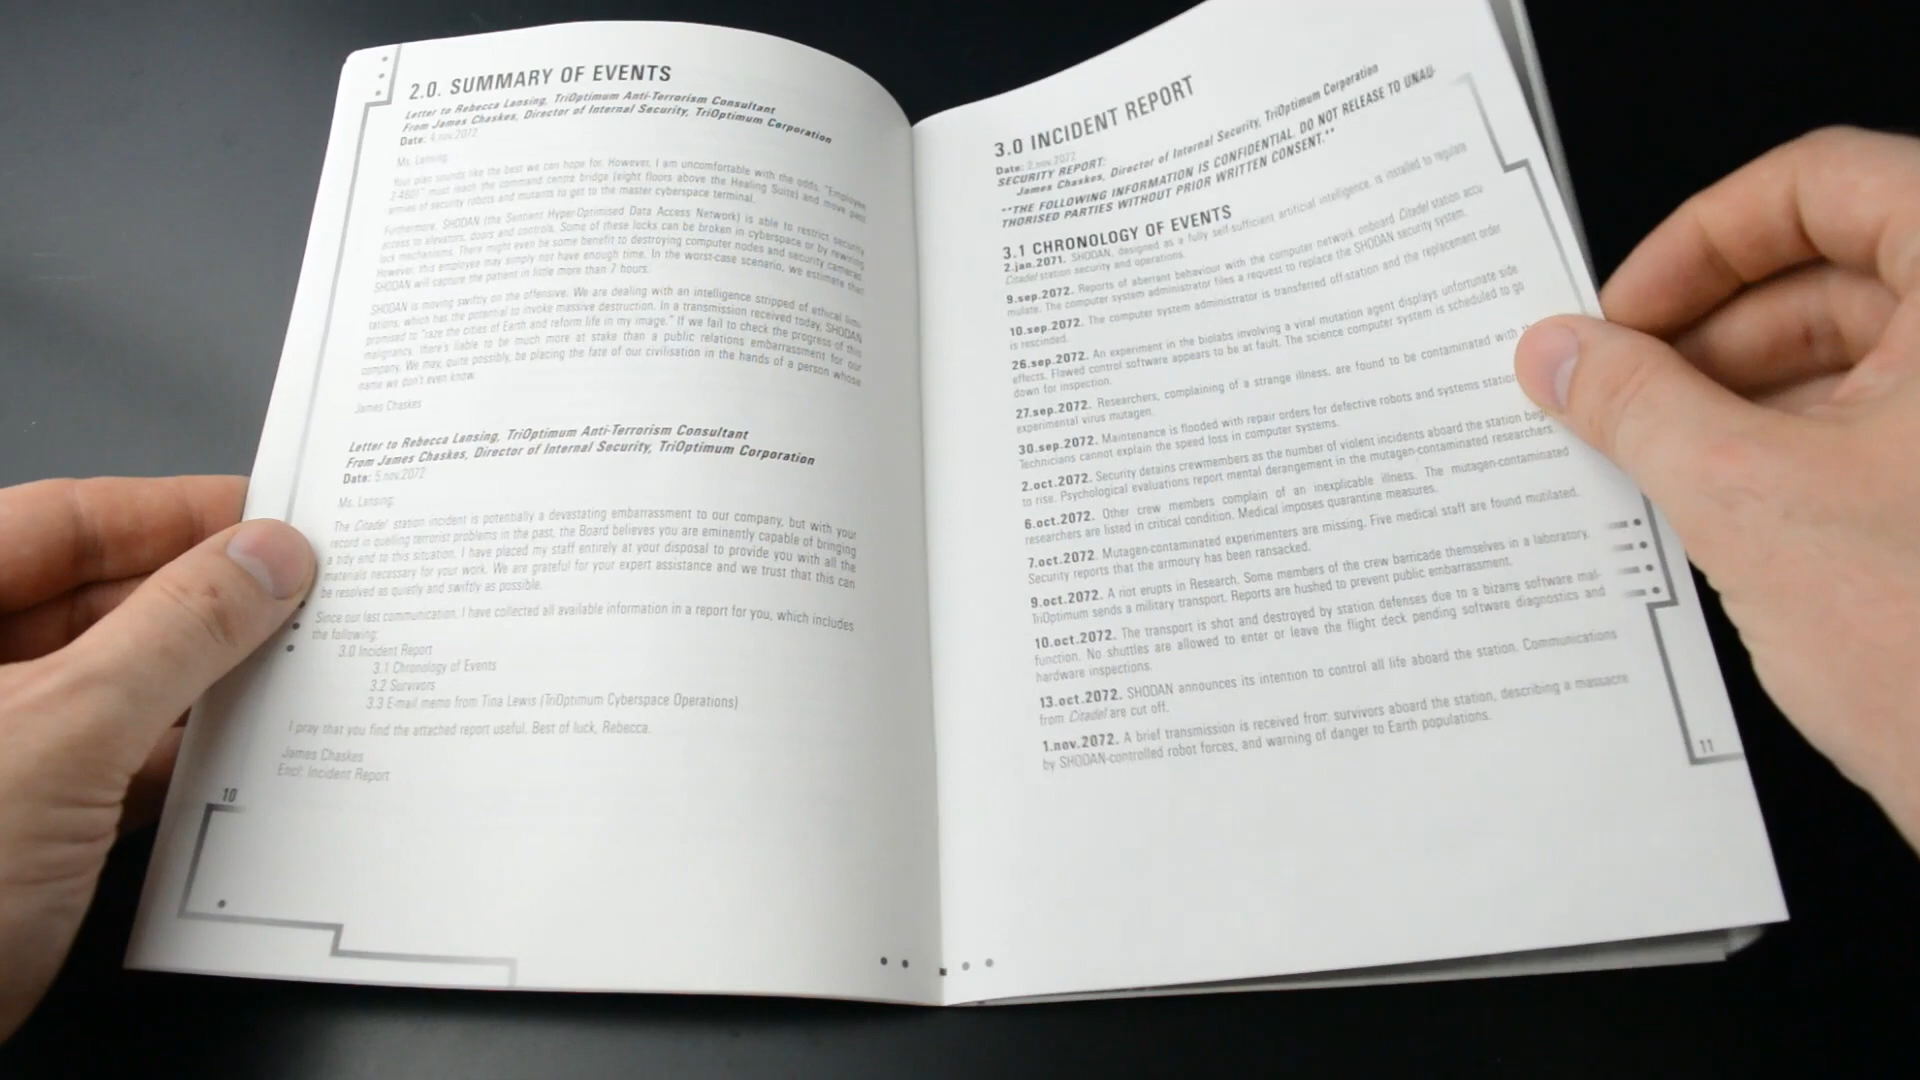 2.0. SUMMARY OF EVENTS
Letter to Rebecca Lansing, TriOptimum Anti-Terrorism Consultant
From James Chaskes, Director of Internal Security, TriOptimum Corporation
Date: 4.nov.2072
Ms. Lansing:
Your plan sounds like the best we can hope for. However, I am uncomfortable with the odds. "Employee
2-4601" must reach the command centre bridge (eight floors above the Healing Suite) and move past
armies of security robots and mutants to get to the master cyberspace terminal.
Furthermore, SHODAN (the Sentient Hyper-Optimised Data Access Network) is able to restrict security
access to elevators, doors and controls. Some of these locks can be broken in cyberspace or by rewiring
lock mechanisms. There might even be some benefit to destroying computer nodes and security cameras.
However, this employee may simply not have enough time. In the worst-case scenario, we estimate that
SHODAN will capture the patient in little more than 7 hours.
SHODAN is moving swiftly on the offensive. We are dealing with an intelligence stripped of ethical limi-
tations, which has the potential to invoke massive destruction. In a transmission received today, SHODAN
promised to "raze the cities of Earth and reform life in my image." If we fail to check the progress of this
malignancy, there's liable to be much more at stake than a public relations embarrassment for our
company. We may, quite possibly, be placing the fate of our civilisation in the hands of a person whose
name we don't even know.
James Chaskes
Letter to Rebecca Lansing, TriOptimum Anti-Terrorism Consultant
From James Chaskes, Director of Internal Security, TriOptimum Corporation
Date: 5.nov.2072
Ms. Lansing:
The Citadel station incident is potentially a devastating embarrassment to our company, but with your
record in quelling terrorist problems in the past, the Board believes you are eminently capable of bringing
a tidy end to this situation. I have placed my staff entirely at your disposal to provide you with all the
materials necessary for your work. We are grateful for your expert assistance and we trust that this can
be resolved as quietly and swiftly as possible.
Since our last communication, I have collected all available information in a report for you, which includes
the following:
3.0 Incident Report
3.1 Chronology of Events
3.2 Survivors
3.3 E-mail memo from Tina Lewis (TriOptimum Cyberspace Operations)
I pray that you find the attached report useful. Best of luck, Rebecca.
James Chaskes
Encl: Incident Report
10
3.0 INCIDENT REPORT
Date: 2.nov.2072
SECURITY REPORT:
James Chaskes, Director of Internal Security, TriOptimum Corporation
**THE FOLLOWING INFORMATION IS CONFIDENTIAL. DO NOT RELEASE TO UNAU-
THORISED PARTIES WITHOUT PRIOR WRITTEN CONSENT.**
3.1 CHRONOLOGY OF EVENTS
2.jan.2071. SHODAN, designed as a fully self-sufficient artificial intelligence, is installed to regulate
Citadel station security and operations.
9.sep.2072. Reports of aberrant behaviour with the computer network onboard Citadel station accu
mulate. The computer system administrator files a request to replace the SHODAN security system.
10.sep.2072. The computer system administrator is transferred off-station and the replacement order
is rescinded.
26.sep.2072. An experiment in the biolabs involving a viral mutation agent displays unfortunate side
effects. Flawed control software appears to be at fault. The science computer system is scheduled to go
down for inspection.
27.sep.2072. Researchers, complaining of a strange illness, are found to be contaminated with
experimental virus mutagen.
30.sep.2072. Maintenance is flooded with repair orders for defective robots and systems station
Technicians cannot explain the speed loss in computer systems.
2.oct.2072. Security detains crewmembers as the number of violent incidents aboard the station
to rise. Psychological evaluations report mental derangement in the mutagen-contaminated researchers.
6.oct.2072. Other crew members complain of an inexplicable illness. The mutagen-contaminated
researchers are listed in critical condition. Medical imposes quarantine measures.
7.oct.2072. Mutagen-contaminated experimenters are missing. Five medical staff are found mutilated.
Security reports that the armoury has been ransacked.
9.oct.2072. A riot erupts in Research. Some members of the crew barricade themselves in a laboratory.
TriOptimum sends a military transport. Reports are hushed to prevent public embarrassment.
10.oct.2072. The transport is shot and destroyed by station defenses due to a bizarre software mal-
function. No shuttles are allowed to enter or leave the flight deck pending software diagnostics and
hardware inspections.
13.oct.2072. SHODAN announces its intention to control all life aboard the station. Communications
from Citadel are cut off.
1.nov.2072. A brief transmission is received from survivors aboard the station, describing a massacre
by SHODAN-controlled robot forces, and warning of danger to Earth populations.
11